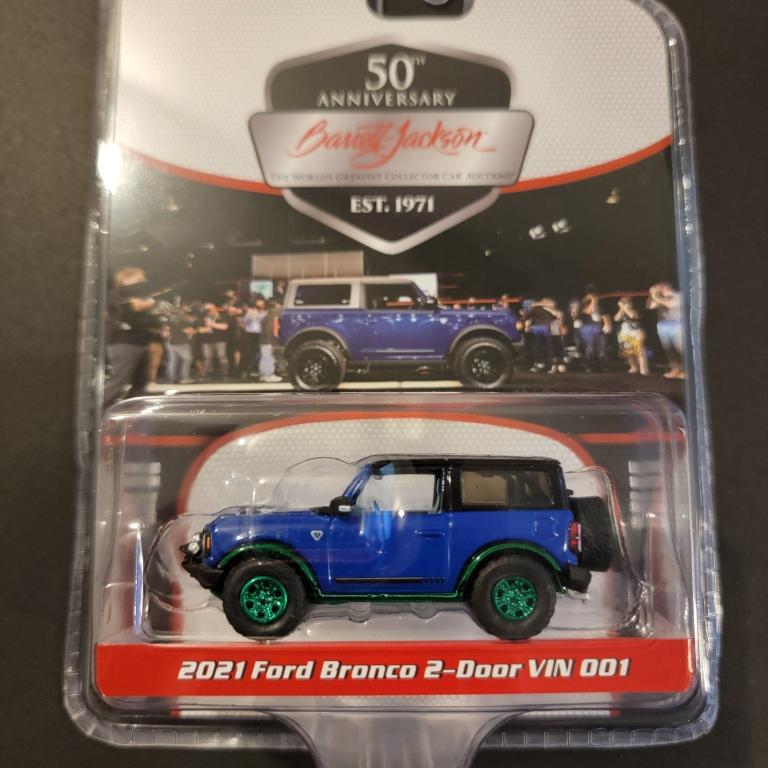 50TH
ANNIVERSARY
Barrett-Jackson
THE WORLD'S GREATEST COLLECTOR CAR AUCTIONS
EST. 1971
2021 Ford Bronco 2-Door VIN 001